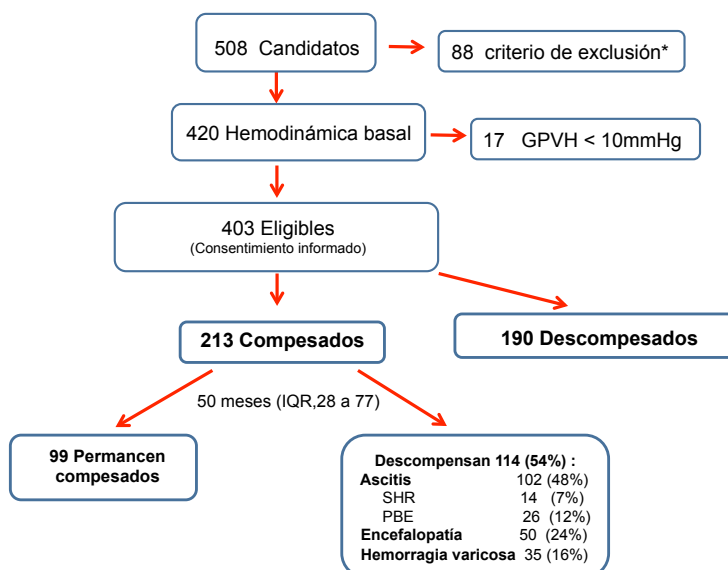 508 Candidatos
88 criterio de exclusión*
420 Hemodinámica basal
17 GPVH < 10mmHg
403 Eligibles
(Consentimiento informado)
213 Compesados
190 Descompesados
50 meses (IQR,28 a 77)
99 Permancen
compesados
Descompensan 114 (54%) :
Ascitis 102 (48%)
SHR 14 (7%)
PBE 26 (12%)
Encefalopatía 50 (24%)
Hemorragia varicosa 35 (16%)